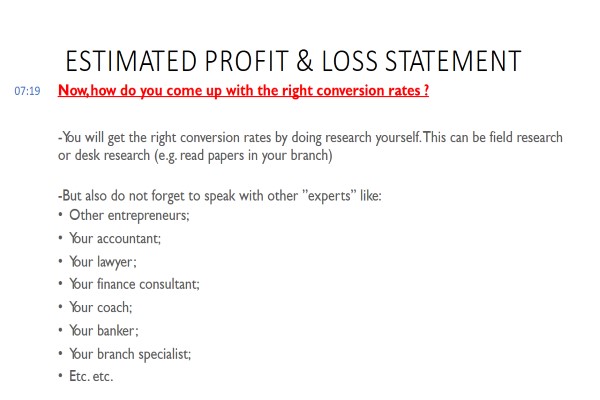 ESTIMATED PROFIT & LOSS STATEMENT
07:19
Now,how do you come up with the right conversion rates ?
-You will get the right conversion rates by doing research yourself. This can be field research
or desk research (e.g. read papers in your branch)
-But also do not forget to speak with other ”experts” like:
• Other entrepreneurs;
• Your accountant;
• Your lawyer;
• Your finance consultant;
• Your coach;
• Your banker;
• Your branch specialist;
• Etc. etc.